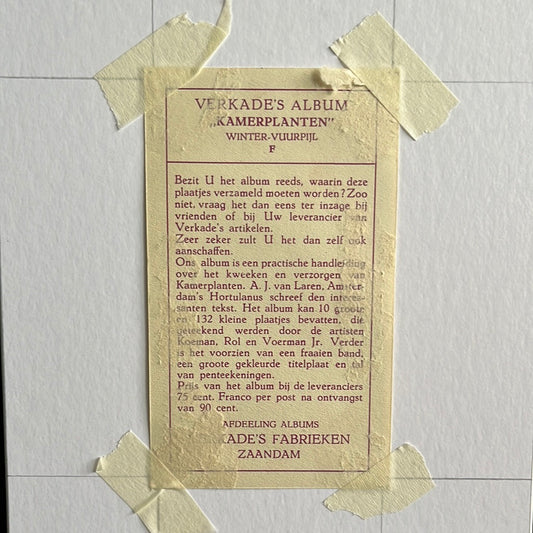 VERKADE'S ALBUM
„KAMERPLANTEN"
WINTER-VUURPIJL
F
Bezit U het album reeds, waarin deze
plaatjes verzameld moeten worden? Zoo
niet, vraag het dan eens ter inzage bij
vrienden of bij Uw leverancier van
Verkade's artikelen.
Zeer zeker zult U het dan zelf ook
aanschaffen.
Ons album is een practische handleiding
over het kweeken en verzorgen van
Kamerplanten. A. J. van Laren, Amster-
dam's Hortulanus schreef den interes-
santen tekst. Het album kan 10 groote
en 132 kleine plaatjes bevatten, die
geteekend werden door de artisten
Koeman, Rol en Voerman Jr. Verder
is het voorzien van een fraaien band,
een groote gekleurde titelplaat en tal
van penteekeningen.
Prijs van het album bij de leveranciers
75 cent. Franco per post na ontvangst
van 90 cent.
AFDEELING ALBUMS
VERKADE'S FABRIEKEN
ZAANDAM